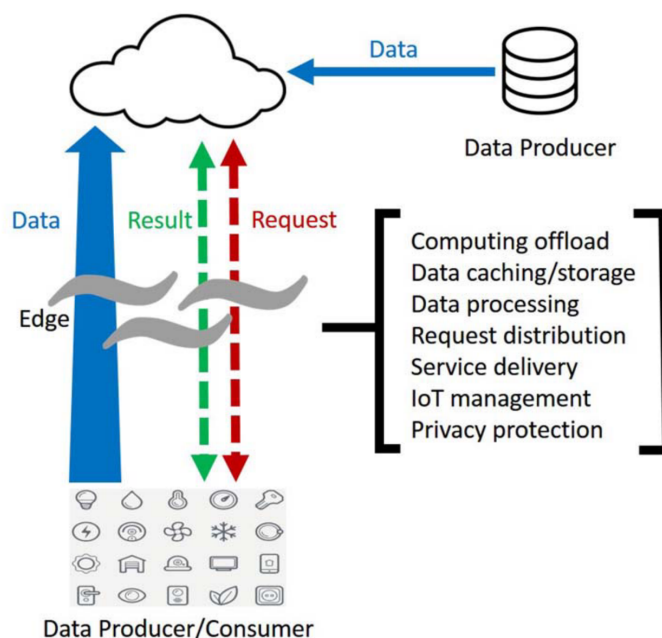 Data
Data Producer
Data
Result
Request
Edge
Computing offload
Data caching/storage
Data processing
Request distribution
Service delivery
IoT management
Privacy protection
Data Producer/Consumer